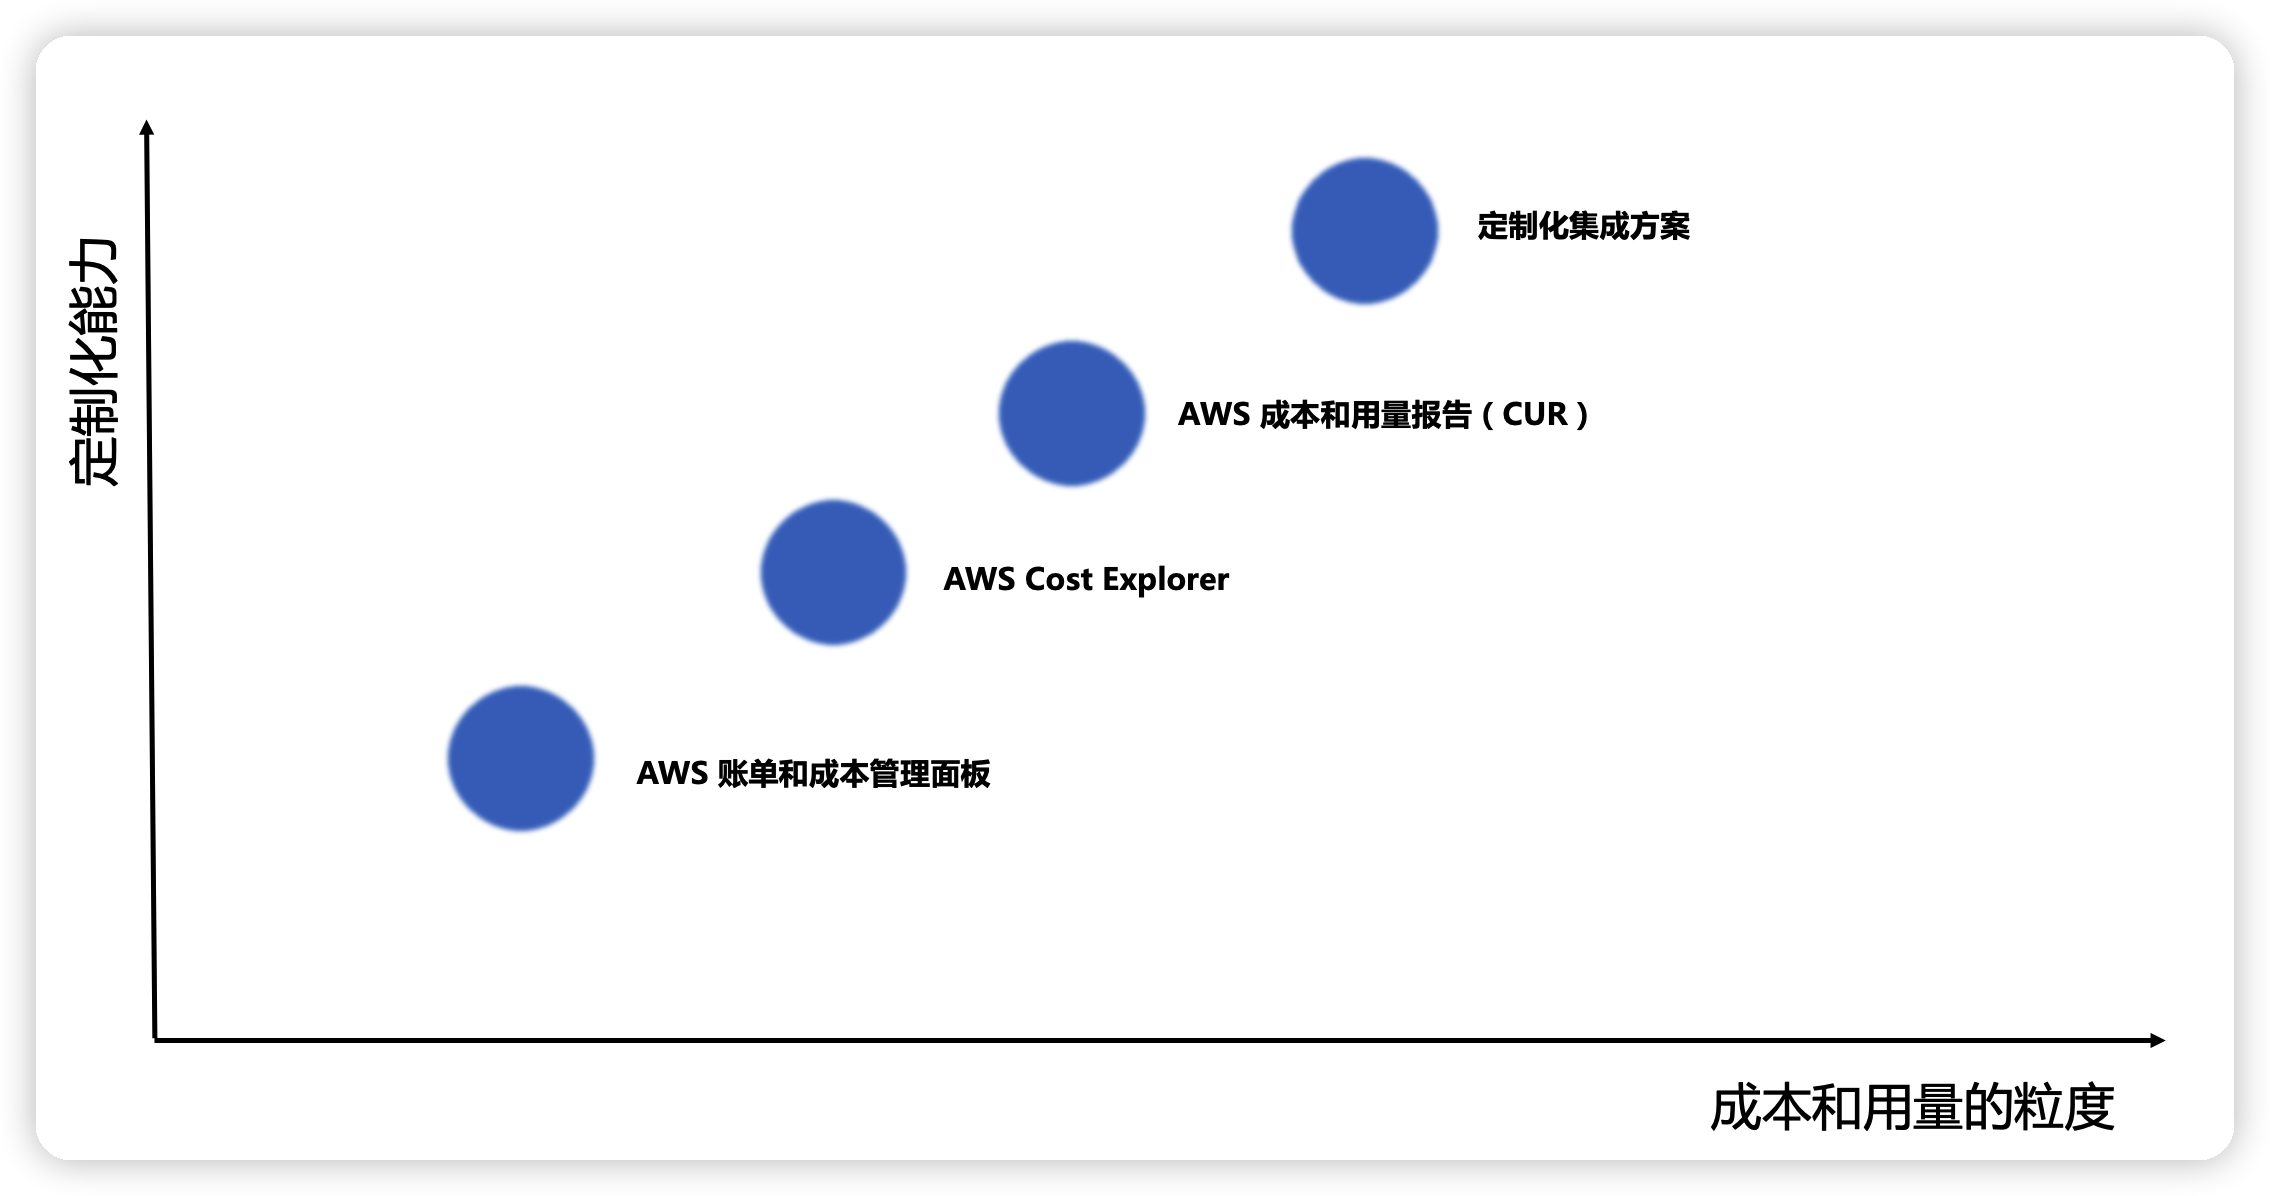 定制化能力
定制化集成方案
AWS 成本和用量报告（CUR）
AWS Cost Explorer
AWS 账单和成本管理面板
成本和用量的粒度